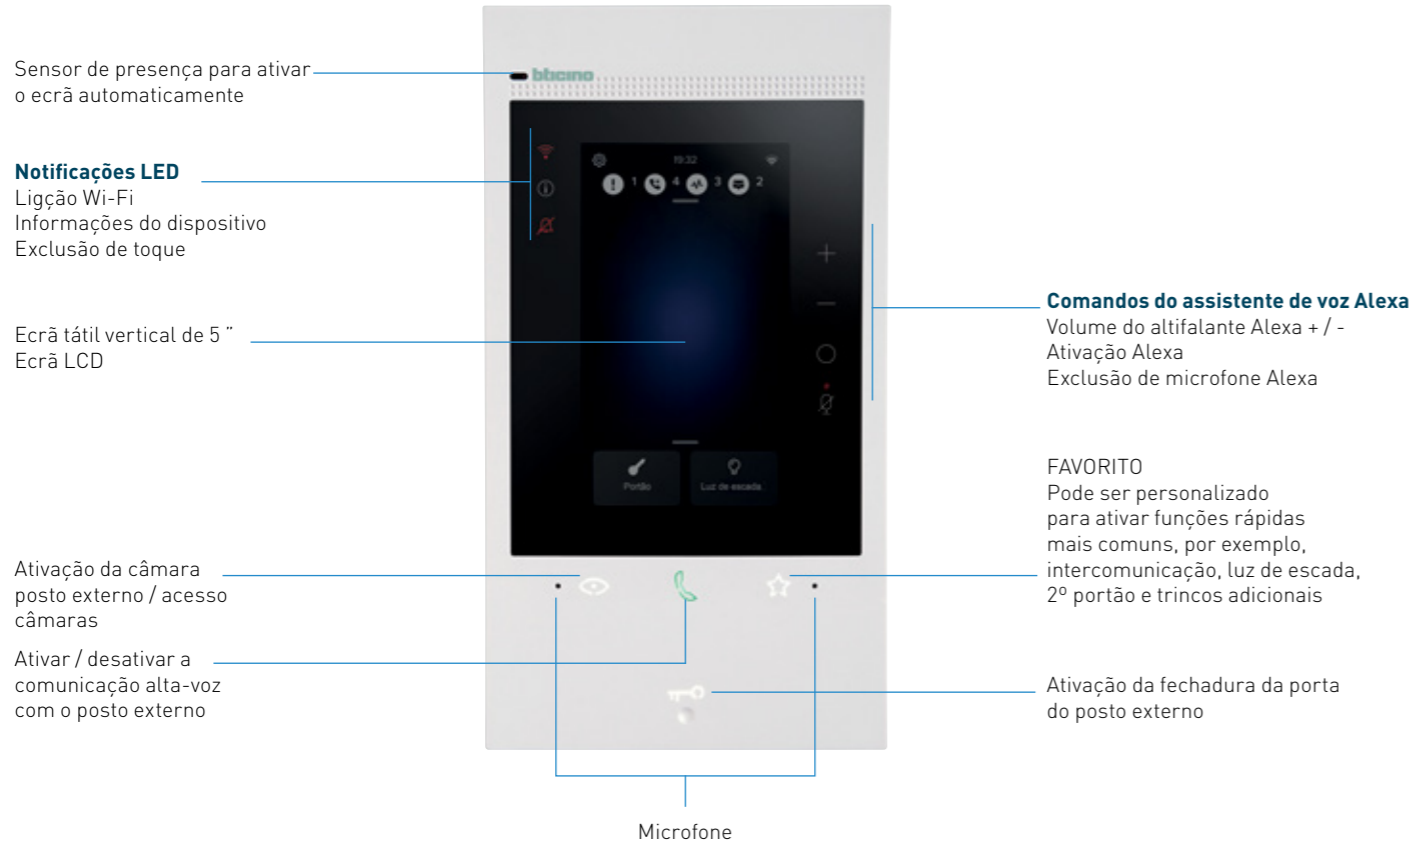 Sensor de presença para ativar
o ecrã automaticamente
bticino
Notificações LED
Ligção Wi-Fi
Informações do dispositivo
Exclusão de toque
19:32
1 4 3 2
Ecrã tátil vertical de 5 ”
Ecrã LCD
Comandos do assistente de voz Alexa
Volume do altifalante Alexa + / -
Ativação Alexa
Exclusão de microfone Alexa
Portão
Luz de escada
FAVORITO
Pode ser personalizado
para ativar funções rápidas
mais comuns, por exemplo,
intercomunicação, luz de escada,
2º portão e trincos adicionais
Ativação da câmara
posto externo / acesso
câmaras
Ativar / desativar a
comunicação alta-voz
com o posto externo
Ativação da fechadura da porta
do posto externo
Microfone